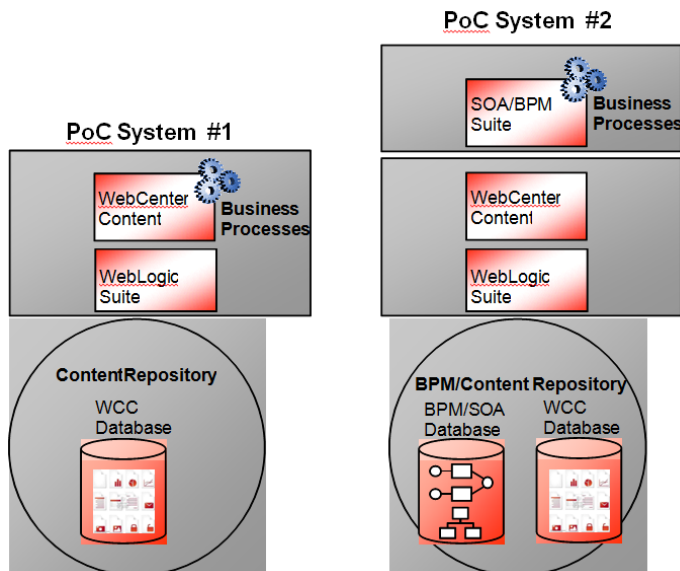 PoC System #1
WebCenter
Content
Business
Processes
WebLogic
Suite
ContentRepository
WCC
Database
PoC System #2
SOA/BPM
Suite
Business
Processes
WebCenter
Content
WebLogic
Suite
BPM/Content Repository
BPM/SOA
Database
WCC
Database